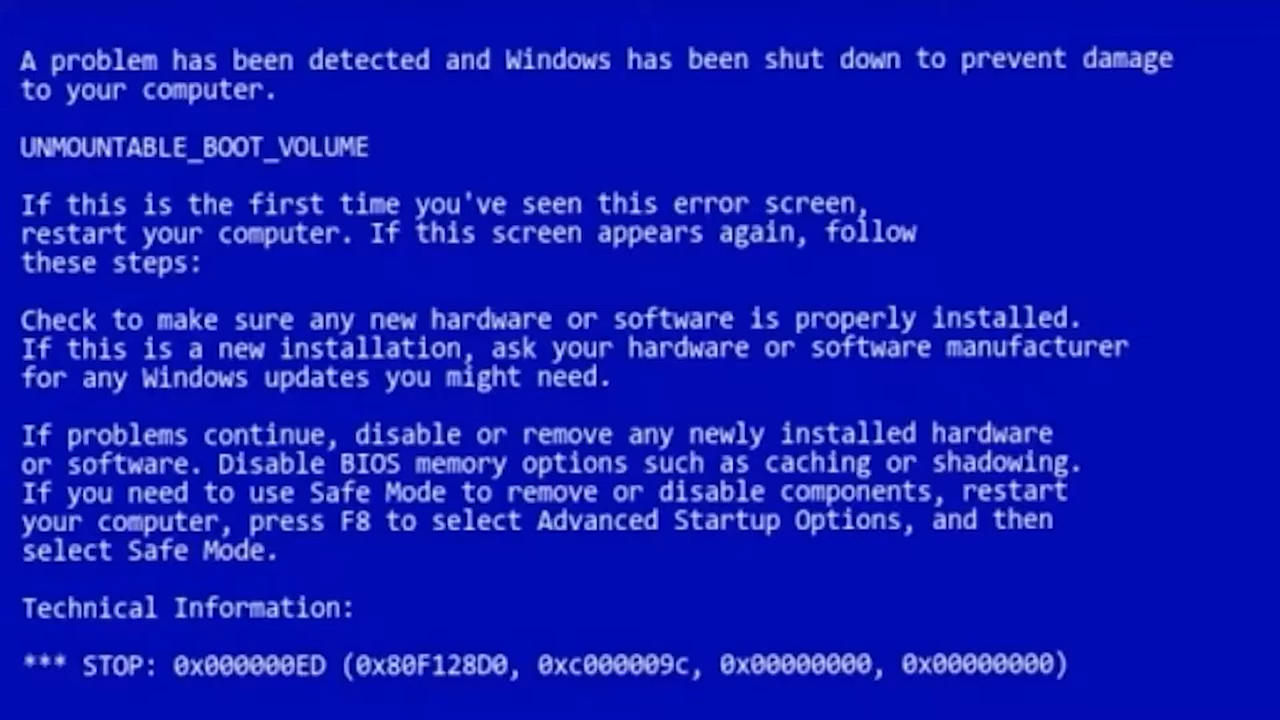 A problem has been detected and Windows has been shut down to prevent damage
to your computer.
UNMOUNTABLE_BOOT_VOLUME
If this is the first time you've seen this error screen,
restart your computer. If this screen appears again, follow
these steps:
Check to make sure any new hardware or software is properly installed.
If this is a new installation, ask your hardware or software manufacturer
for any Windows updates you might need.
If problems continue, disable or remove any newly installed hardware
or software. Disable BIOS memory options such as caching or shadowing.
If you need to use Safe Mode to remove or disable components, restart
your computer, press F8 to select Advanced Startup Options, and then
select Safe Mode.
Technical Information:
*** STOP: 0x000000ED (0x80F128D0, 0xc000009c, 0x00000000, 0x00000000)